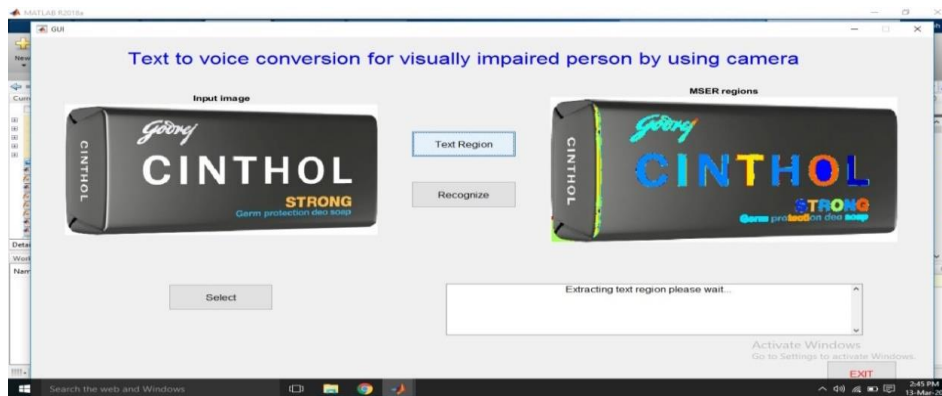 MATLAB R2018a
GUI
New
Text to voice conversion for visually impaired person by using camera
Input image
MSER regions
Godrej
CINTHOL
CINTHOL
STRONG
Germ protection deo soap
Text Region
Recognize
Godrej
CINTHOL
CINTHOL
STRONG
Germ protection deo soap
Select
Extracting text region please wait...
Activate Windows
Go to Settings to activate Windows.
EXIT
Search the web and Windows
2:45 PM